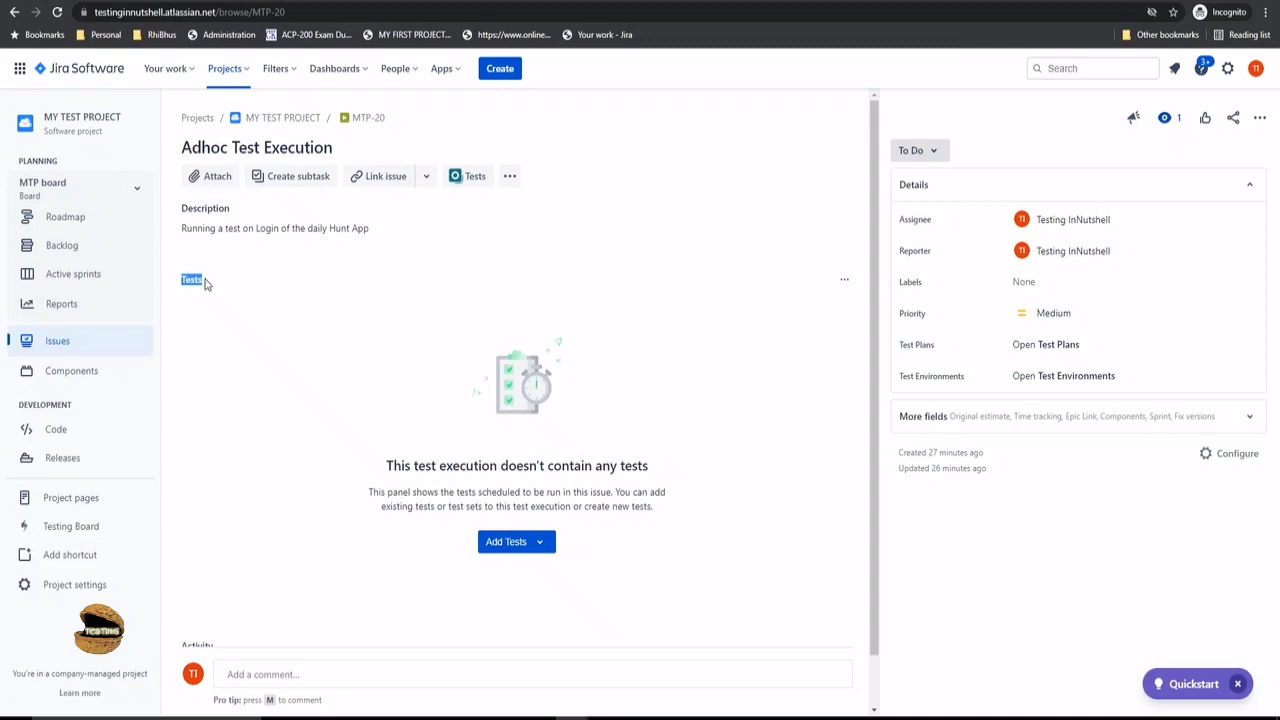 testinginnutshell.atlassian.net/browse/MTP-20
Incognito
Bookmarks
Personal
RhiBhus
Administration
ACP-200 Exam Du...
MY FIRST PROJECT...
https://www.online...
Your work - Jira
Other bookmarks
Reading list
Jira Software
Your work
Projects
Filters
Dashboards
People
Apps
Create
Search
3+
TI
MY TEST PROJECT
Software project
PLANNING
MTP board
Board
Roadmap
Backlog
Active sprints
Reports
Issues
Components
DEVELOPMENT
Code
Releases
Project pages
Testing Board
Add shortcut
Project settings
TESTING
You're in a company-managed project
Learn more
Projects / MY TEST PROJECT / MTP-20
Adhoc Test Execution
Attach
Create subtask
Link issue
Tests
Description
Running a test on Login of the daily Hunt App
Tests
This test execution doesn't contain any tests
This panel shows the tests scheduled to be run in this issue. You can add
existing tests or test sets to this test execution or create new tests.
Add Tests
Activity
TI
Add a comment...
Pro tip: press M to comment
1
To Do
Details
Assignee
TI Testing InNutshell
Reporter
TI Testing InNutshell
Labels
None
Priority
Medium
Test Plans
Open Test Plans
Test Environments
Open Test Environments
More fields Original estimate, Time tracking, Epic Link, Components, Sprint, Fix versions
Created 27 minutes ago
Updated 26 minutes ago
Configure
Quickstart